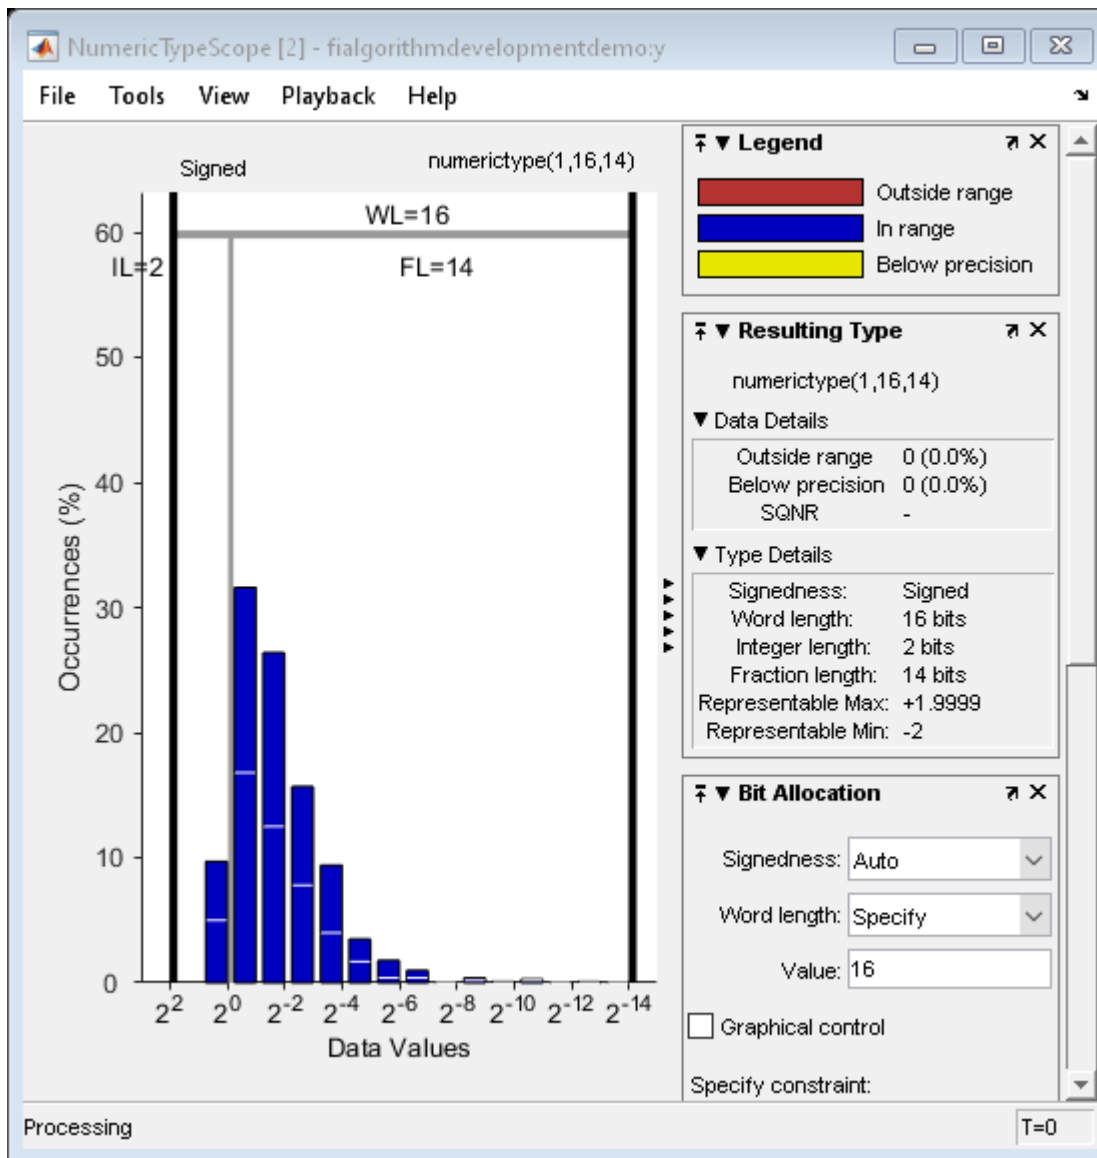 NumericTypeScope [2] - fialgorithmdevelopmentdemo:y
File Tools View Playback Help
Signed numerictype(1,16,14)
WL=16
IL=2 FL=14
60
50
40
30
20
10
0
Occurrences (%)
2^2 2^0 2^-2 2^-4 2^-6 2^-8 2^-10 2^-12 2^-14
Data Values
Legend
Outside range
In range
Below precision
Resulting Type
numerictype(1,16,14)
Data Details
Outside range 0 (0.0%)
Below precision 0 (0.0%)
SQNR -
Type Details
Signedness: Signed
Word length: 16 bits
Integer length: 2 bits
Fraction length: 14 bits
Representable Max: +1.9999
Representable Min: -2
Bit Allocation
Signedness: Auto
Word length: Specify
Value: 16
Graphical control
Specify constraint:
Processing T=0